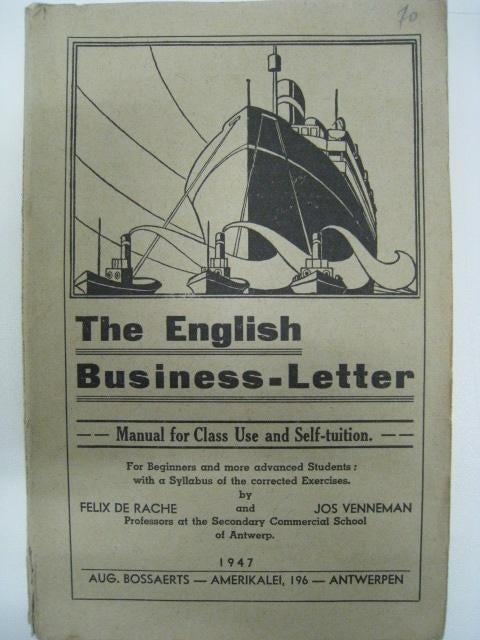 70
The English
Business-Letter
— — Manual for Class Use and Self-tuition. — —
For Beginners and more advanced Students :
with a Syllabus of the corrected Exercises.
by
FELIX DE RACHE and JOS VENNEMAN
Professors at the Secondary Commercial School
of Antwerp.
1947
AUG. BOSSAERTS — AMERIKALEI, 196 — ANTWERPEN